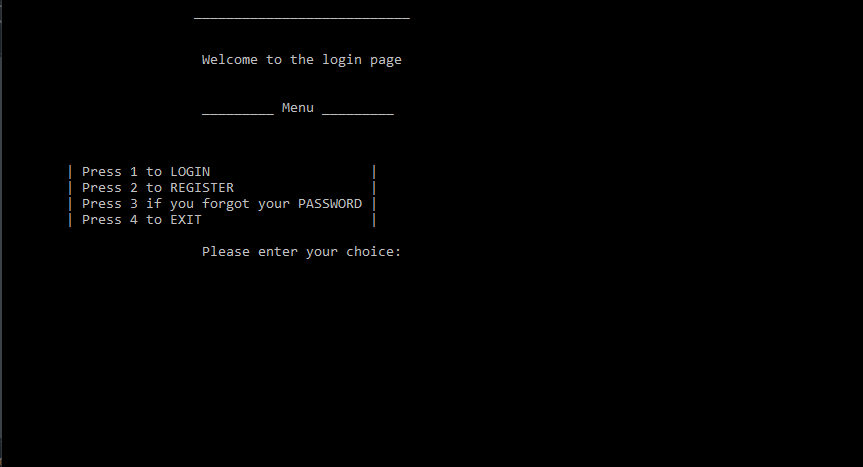 ___________________________
Welcome to the login page
_________ Menu _________
| Press 1 to LOGIN |
| Press 2 to REGISTER |
| Press 3 if you forgot your PASSWORD |
| Press 4 to EXIT |
Please enter your choice: